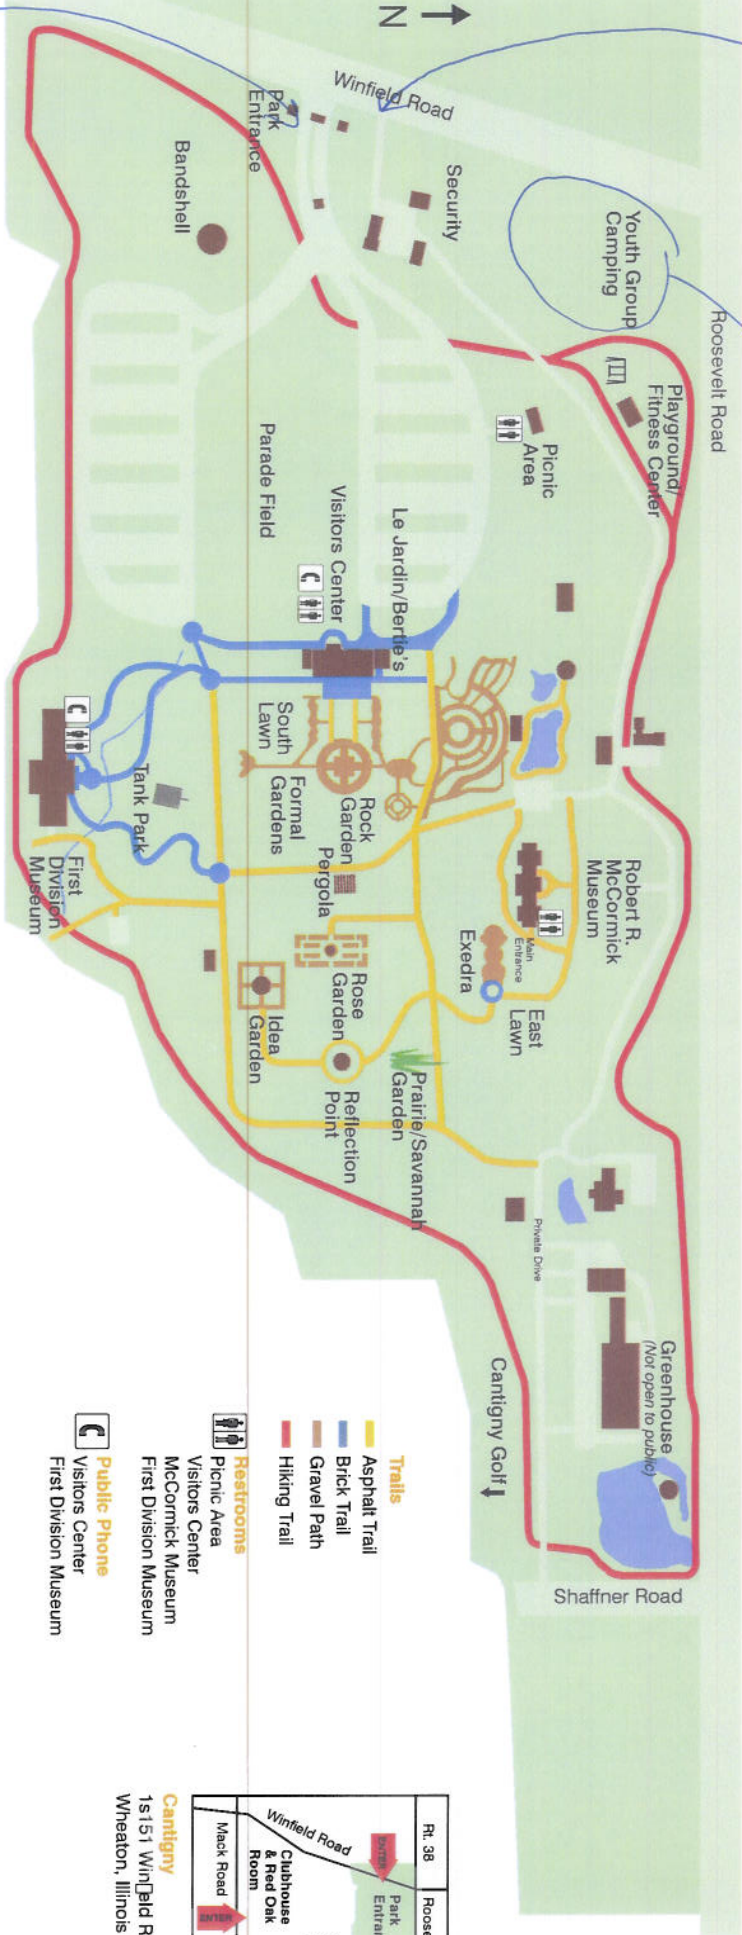 N
Winfield Road
Park
Entrance
Bandshell
Security
Youth Group
Camping
Roosevelt Road
Playground/
Fitness Center
Picnic
Area
Parade Field
Visitors Center
Le Jardin/Bertie's
South
Lawn
Formal
Gardens
Rock
Garden
Pergola
Tank Park
First
Division
Museum
Robert R.
McCormick
Museum
Main
Entrance
Exedra
East
Lawn
Rose
Garden
Idea
Garden
Reflection
Point
Prairie/Savannah
Garden
Private Drive
Greenhouse
(Not open to public)
Cantigny Golf
Shaffner Road
Trails
Asphalt Trail
Brick Trail
Gravel Path
Hiking Trail
Restrooms
Picnic Area
Visitors Center
McCormick Museum
First Division Museum
Public Phone
Visitors Center
First Division Museum
Cantigny
Wheaton, Illinois
Rt. 38
Winfield Road
ENTER
Park
Clubhouse
& Red Oak
Room
Mack Road
ENTER